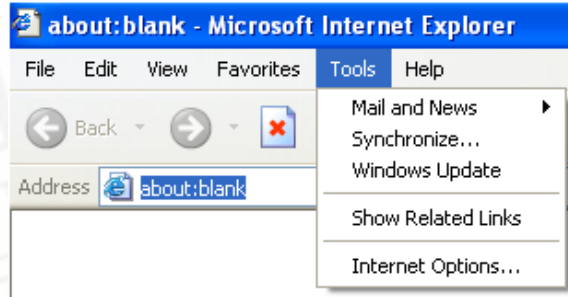 about:blank - Microsoft Internet Explorer
File Edit View Favorites Tools Help
Mail and News
Back
Synchronize...
Windows Update
Address about:blank
Show Related Links
Internet Options...